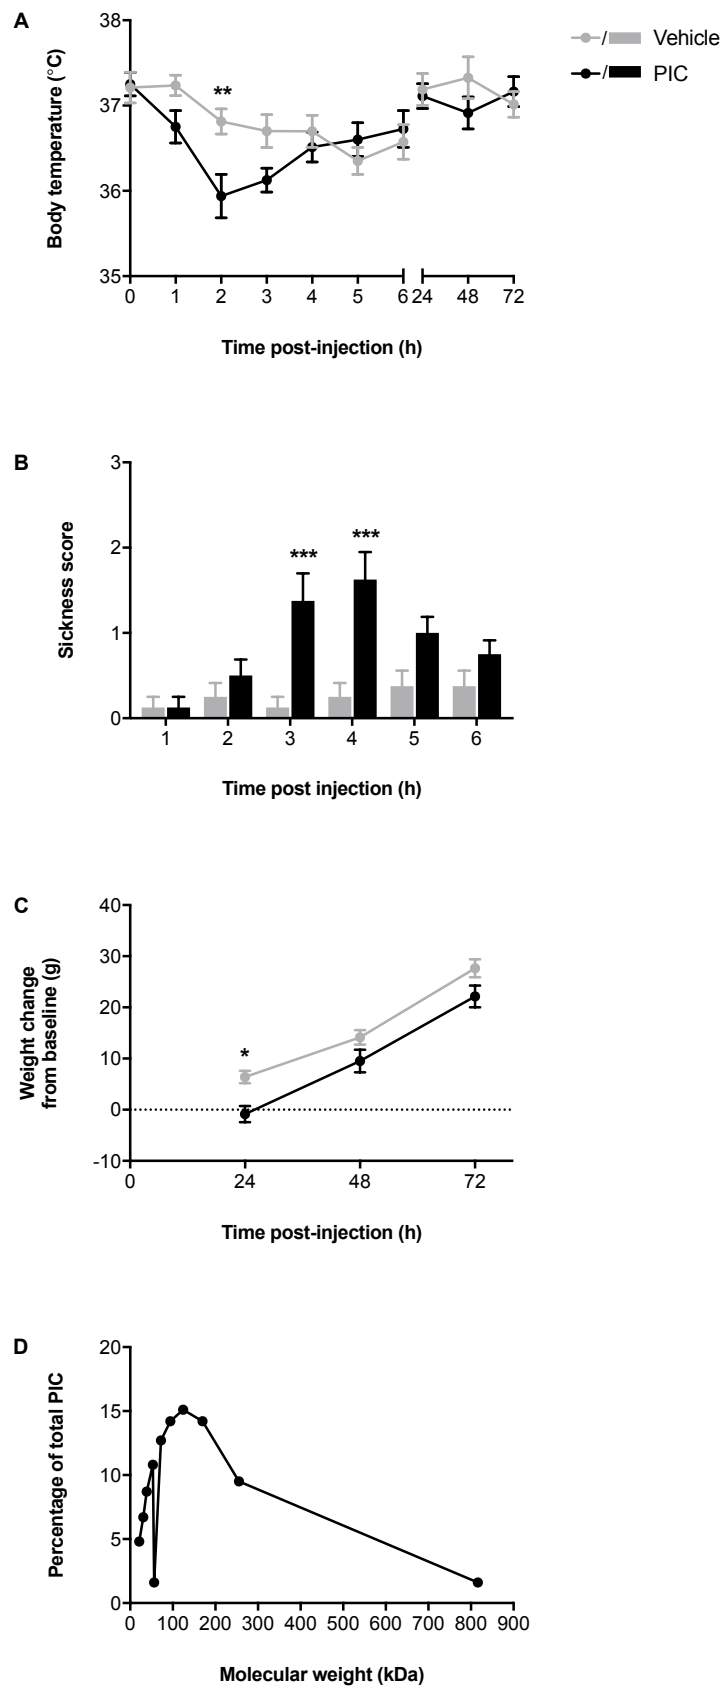 A
38
37
36
35
Body temperature (°C)
**
0 1 2 3 4 5 6 24 48 72
Time post-injection (h)
/ Vehicle
/ PIC
B
3
2
1
0
Sickness score
***
***
1 2 3 4 5 6
Time post injection (h)
C
40
30
20
10
0
-10
Weight change
from baseline (g)
*
0 24 48 72
Time post-injection (h)
D
20
15
10
5
0
Percentage of total PIC
0 100 200 300 400 500 600 700 800 900
Molecular weight (kDa)